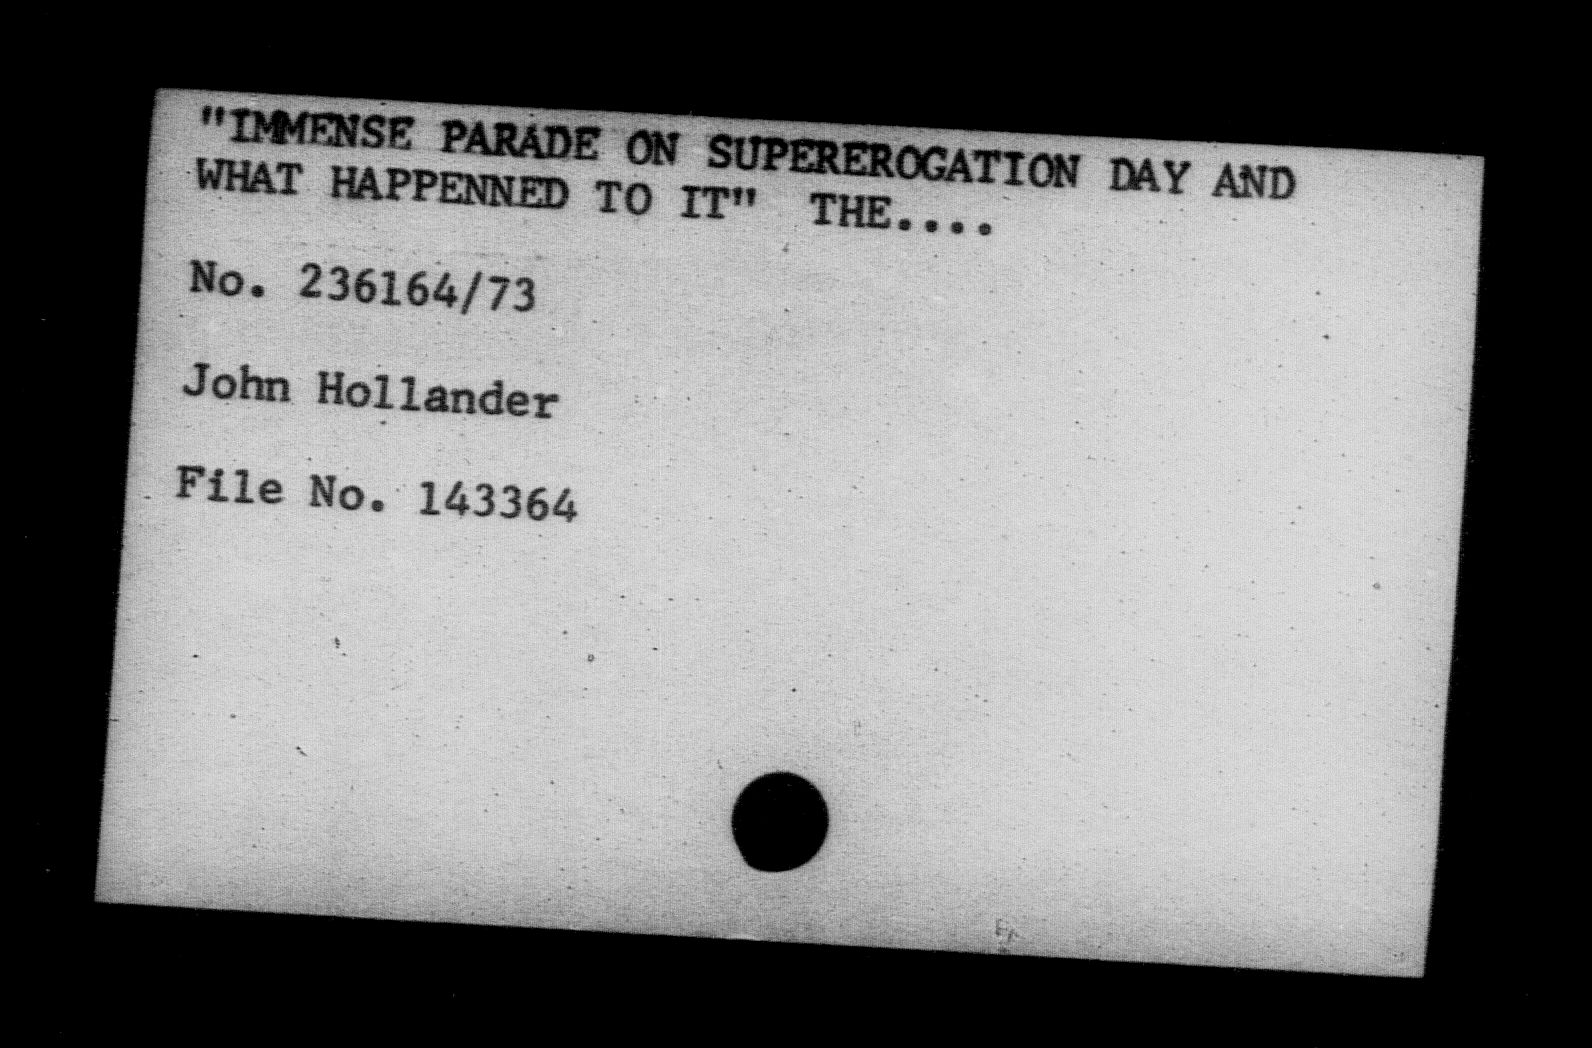 "IMMENSE PARADE ON SUPEREROGATION DAY AND
WHAT HAPPENNED TO IT" THE....
No. 236164/73
John Hollander
File No. 143364